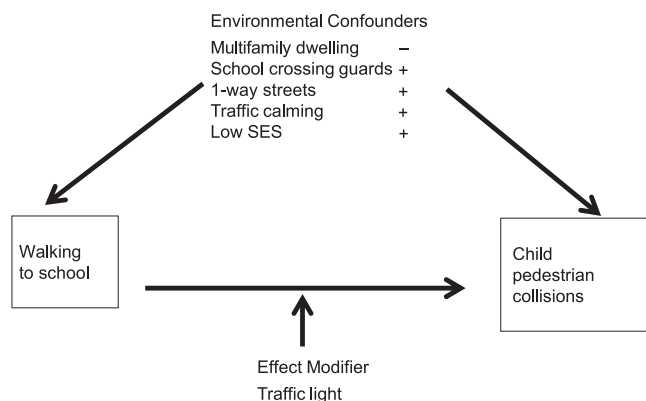 Environmental Confounders
Multifamily dwelling –
School crossing guards +
1-way streets +
Traffic calming +
Low SES +
Walking
to school
Child
pedestrian
collisions
Effect Modifier
Traffic light